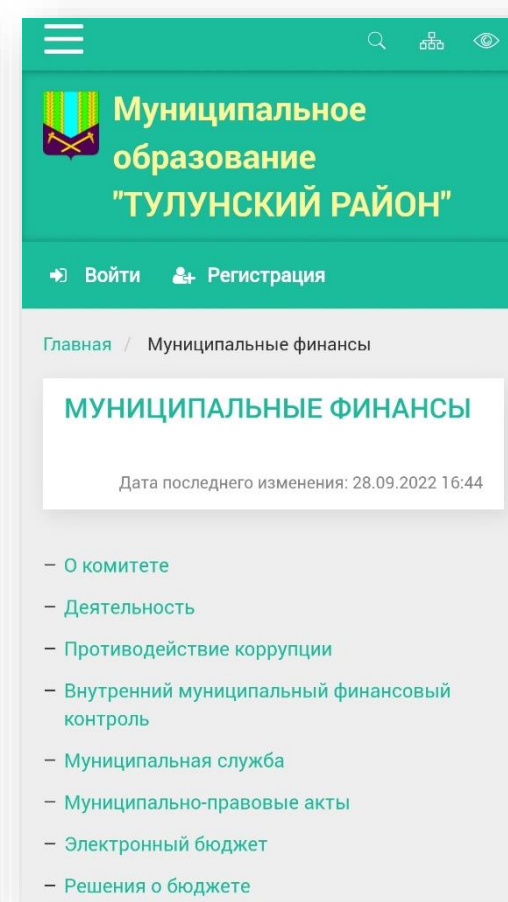 Муниципальное
образование
"ТУЛУНСКИЙ РАЙОН"
Войти Регистрация
Главная / Муниципальные финансы
МУНИЦИПАЛЬНЫЕ ФИНАНСЫ
Дата последнего изменения: 28.09.2022 16:44
– О комитете
– Деятельность
– Противодействие коррупции
– Внутренний муниципальный финансовый
контроль
– Муниципальная служба
– Муниципально-правовые акты
– Электронный бюджет
– Решения о бюджете